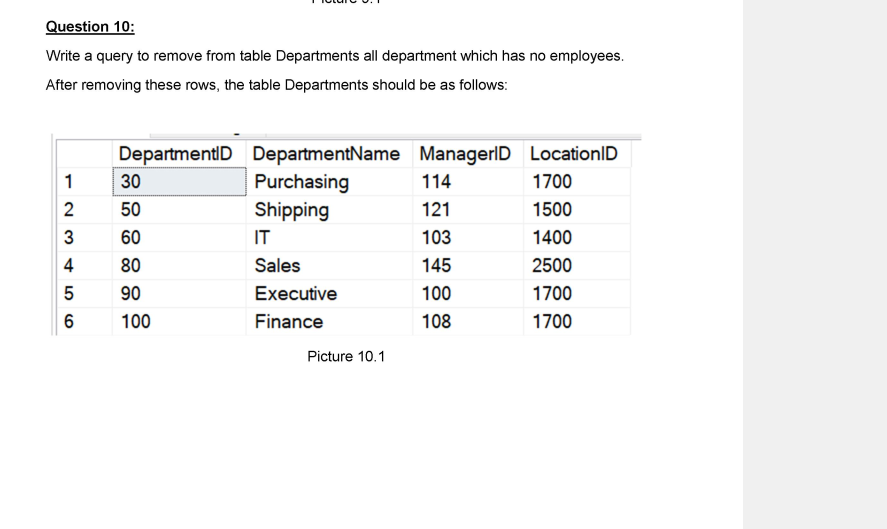 Question 10:
Write a query to remove from table Departments all department which has no employees.
After removing these rows, the table Departments should be as follows:
DepartmentID DepartmentName ManagerID LocationID
1 30 Purchasing 114 1700
2 50 Shipping 121 1500
3 60 IT 103 1400
4 80 Sales 145 2500
5 90 Executive 100 1700
6 100 Finance 108 1700
Picture 10.1